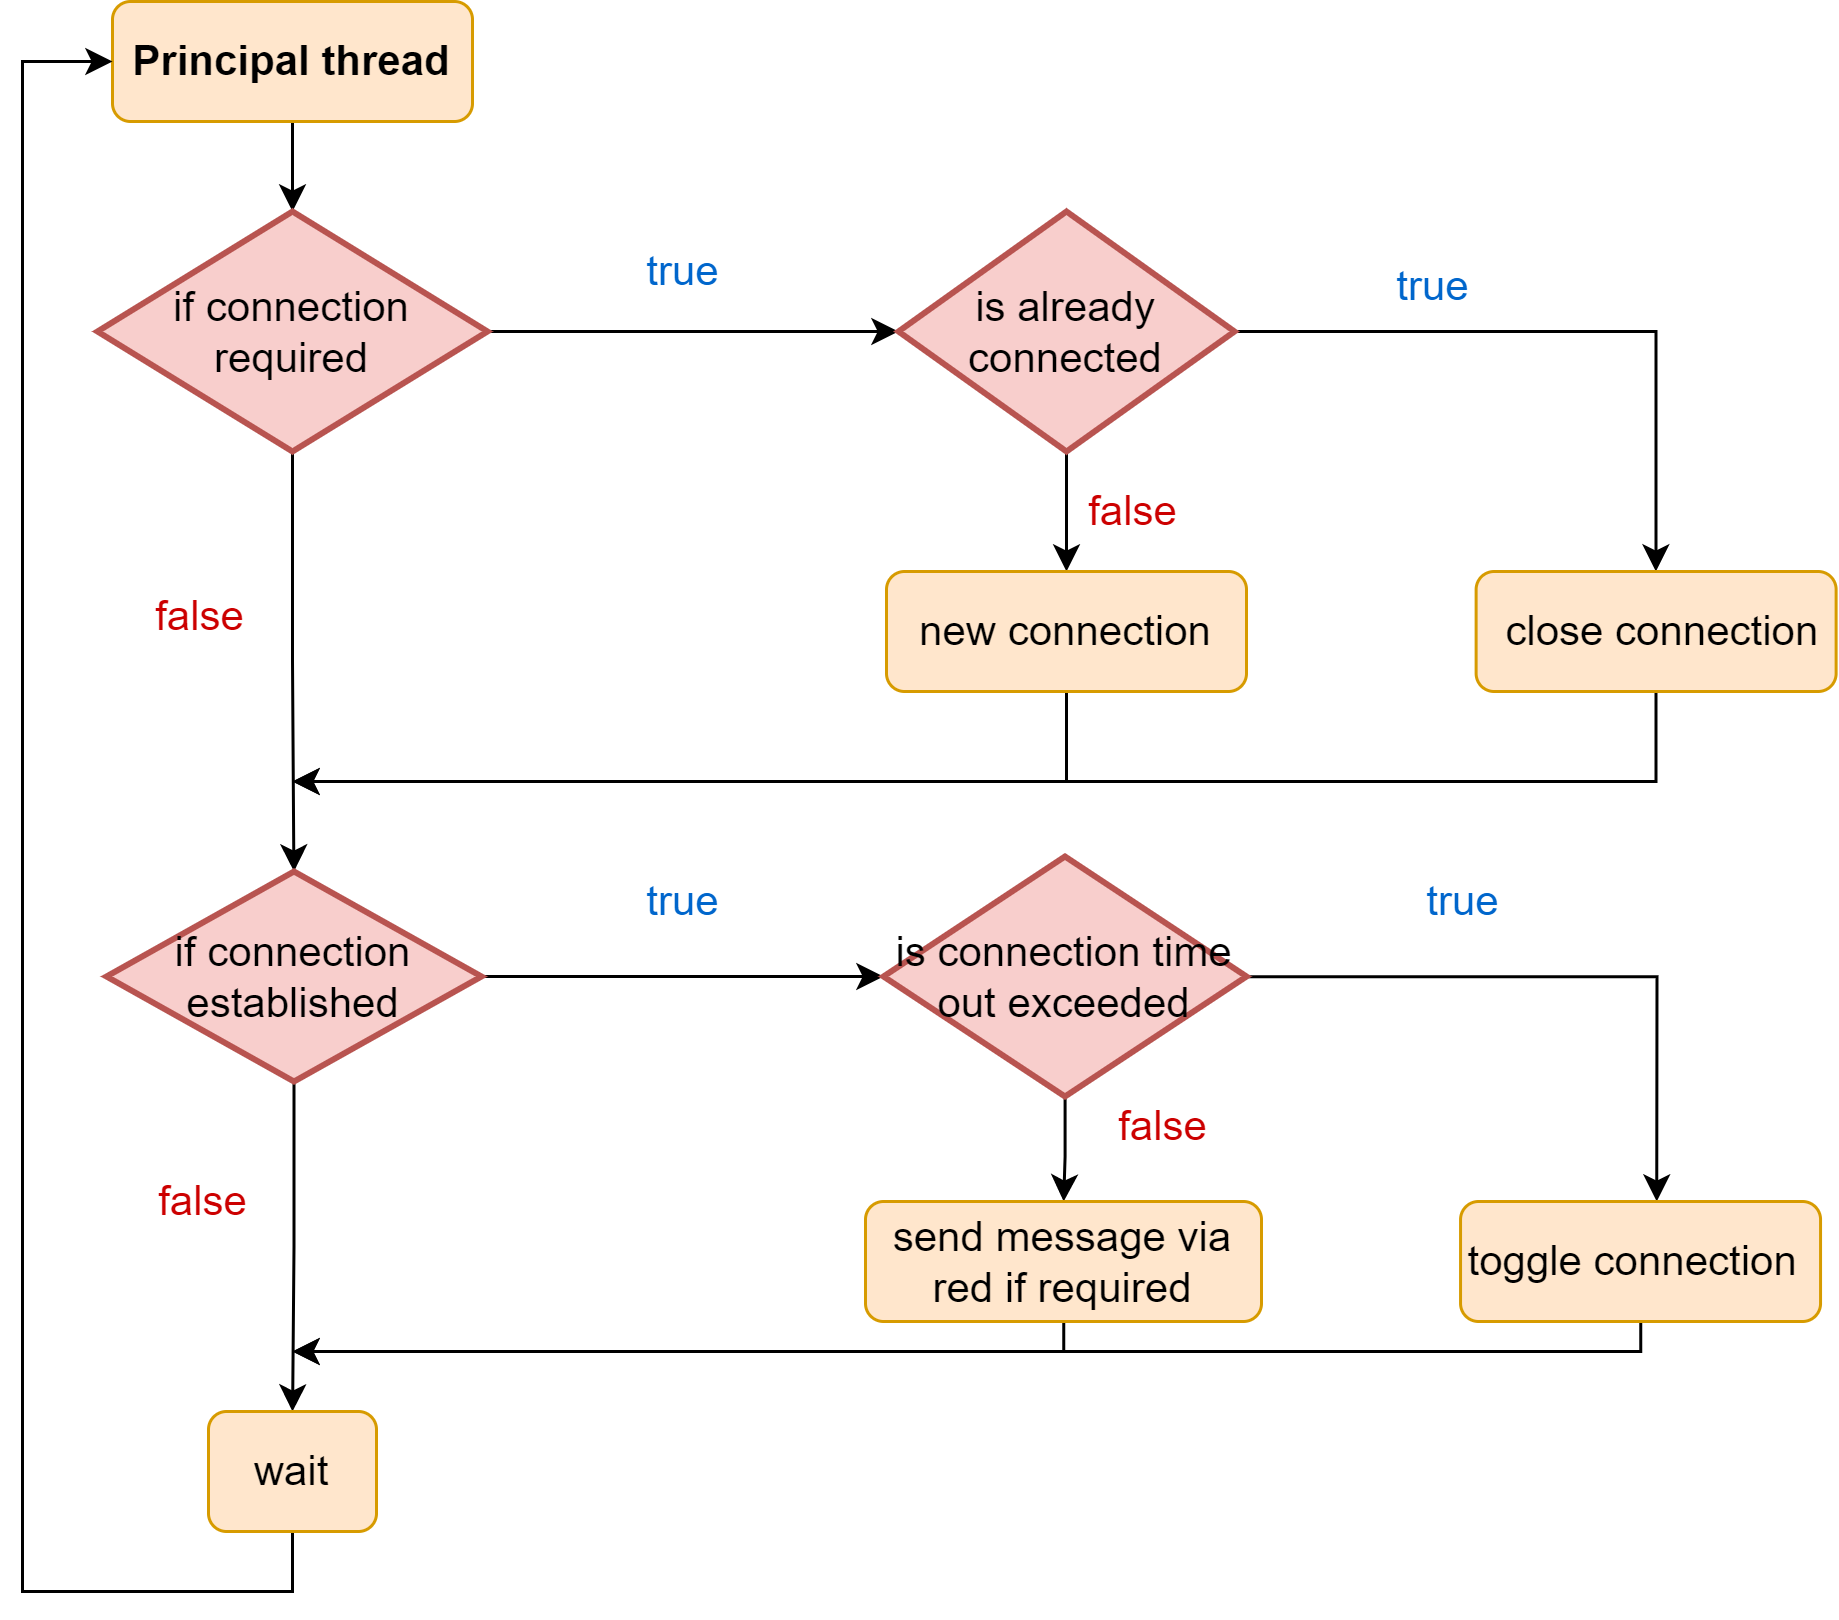 Principal thread
if connection
required
true
is already
connected
true
false
false
new connection
close connection
if connection
established
true
is connection time
out exceeded
true
false
false
send message via
red if required
toggle connection
wait